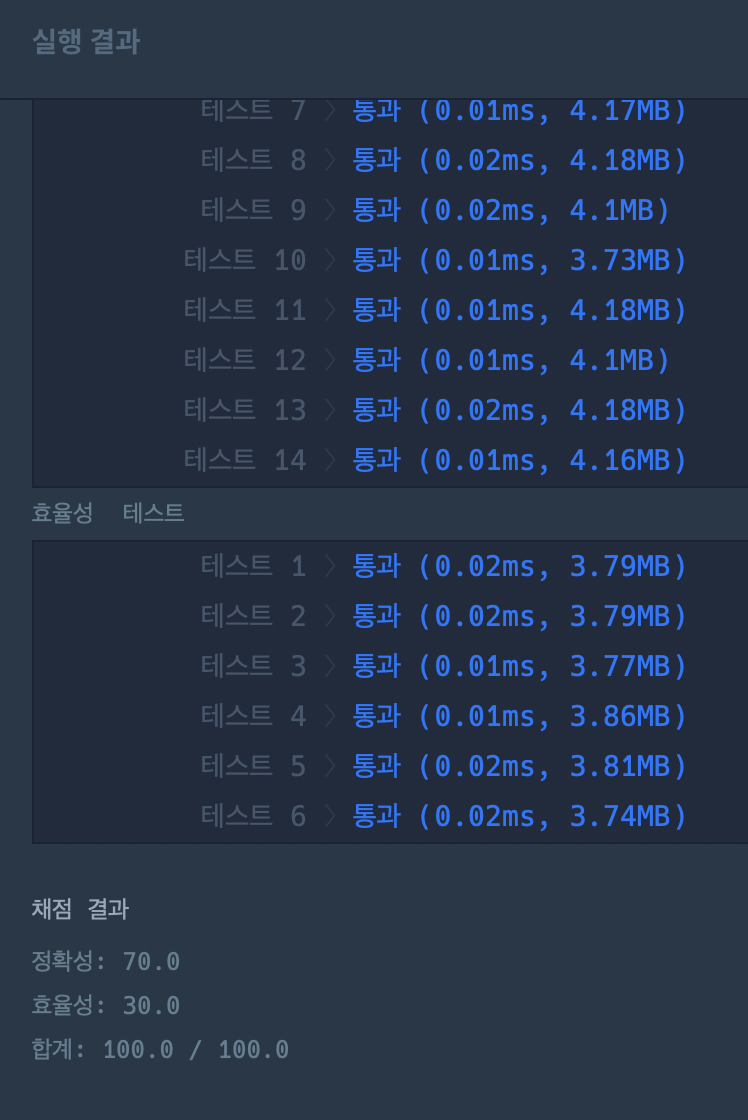 실행 결과
테스트 7 〉 통과 (0.01ms, 4.17MB)
테스트 8 〉 통과 (0.02ms, 4.18MB)
테스트 9 〉 통과 (0.02ms, 4.1MB)
테스트 10 〉 통과 (0.01ms, 3.73MB)
테스트 11 〉 통과 (0.01ms, 4.18MB)
테스트 12 〉 통과 (0.01ms, 4.1MB)
테스트 13 〉 통과 (0.02ms, 4.18MB)
테스트 14 〉 통과 (0.01ms, 4.16MB)
효율성 테스트
테스트 1 〉 통과 (0.02ms, 3.79MB)
테스트 2 〉 통과 (0.02ms, 3.79MB)
테스트 3 〉 통과 (0.01ms, 3.77MB)
테스트 4 〉 통과 (0.01ms, 3.86MB)
테스트 5 〉 통과 (0.02ms, 3.81MB)
테스트 6 〉 통과 (0.02ms, 3.74MB)
채점 결과
정확성: 70.0
효율성: 30.0
합계: 100.0 / 100.0